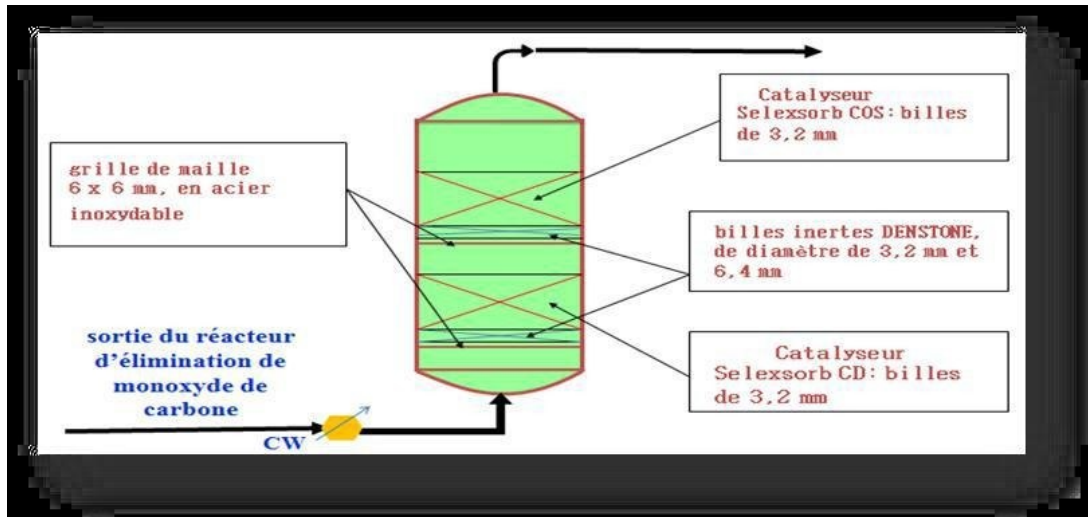 Catalyseur
Selexsorb COS: billes
de 3,2 mm
grille de maille
6 x 6 mm, en acier
inoxydable
billes inertes DENSTONE,
de diamètre de 3,2 mm et
6,4 mm
sortie du réacteur
d'élimination de
monoxyde de
carbone
CW
Catalyseur
Selexsorb CD: billes
de 3,2 mm